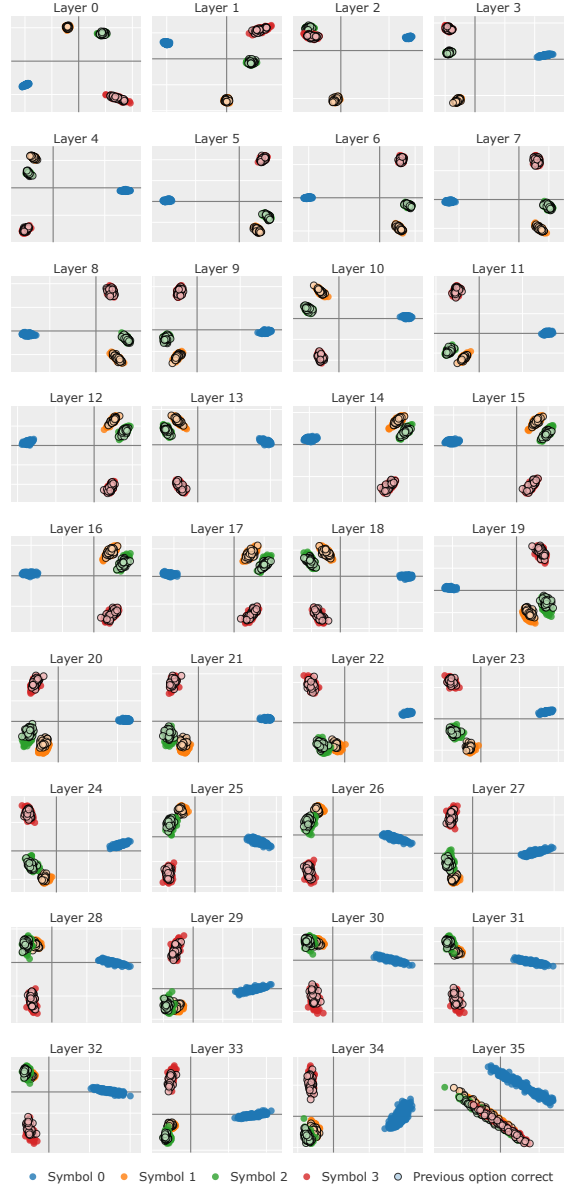 Layer 0 Layer 1 Layer 2 Layer 3
Layer 4 Layer 5 Layer 6 Layer 7
Layer 8 Layer 9 Layer 10 Layer 11
Layer 12 Layer 13 Layer 14 Layer 15
Layer 16 Layer 17 Layer 18 Layer 19
Layer 20 Layer 21 Layer 22 Layer 23
Layer 24 Layer 25 Layer 26 Layer 27
Layer 28 Layer 29 Layer 30 Layer 31
Layer 32 Layer 33 Layer 34 Layer 35
Symbol 0 Symbol 1 Symbol 2 Symbol 3 Previous option correct